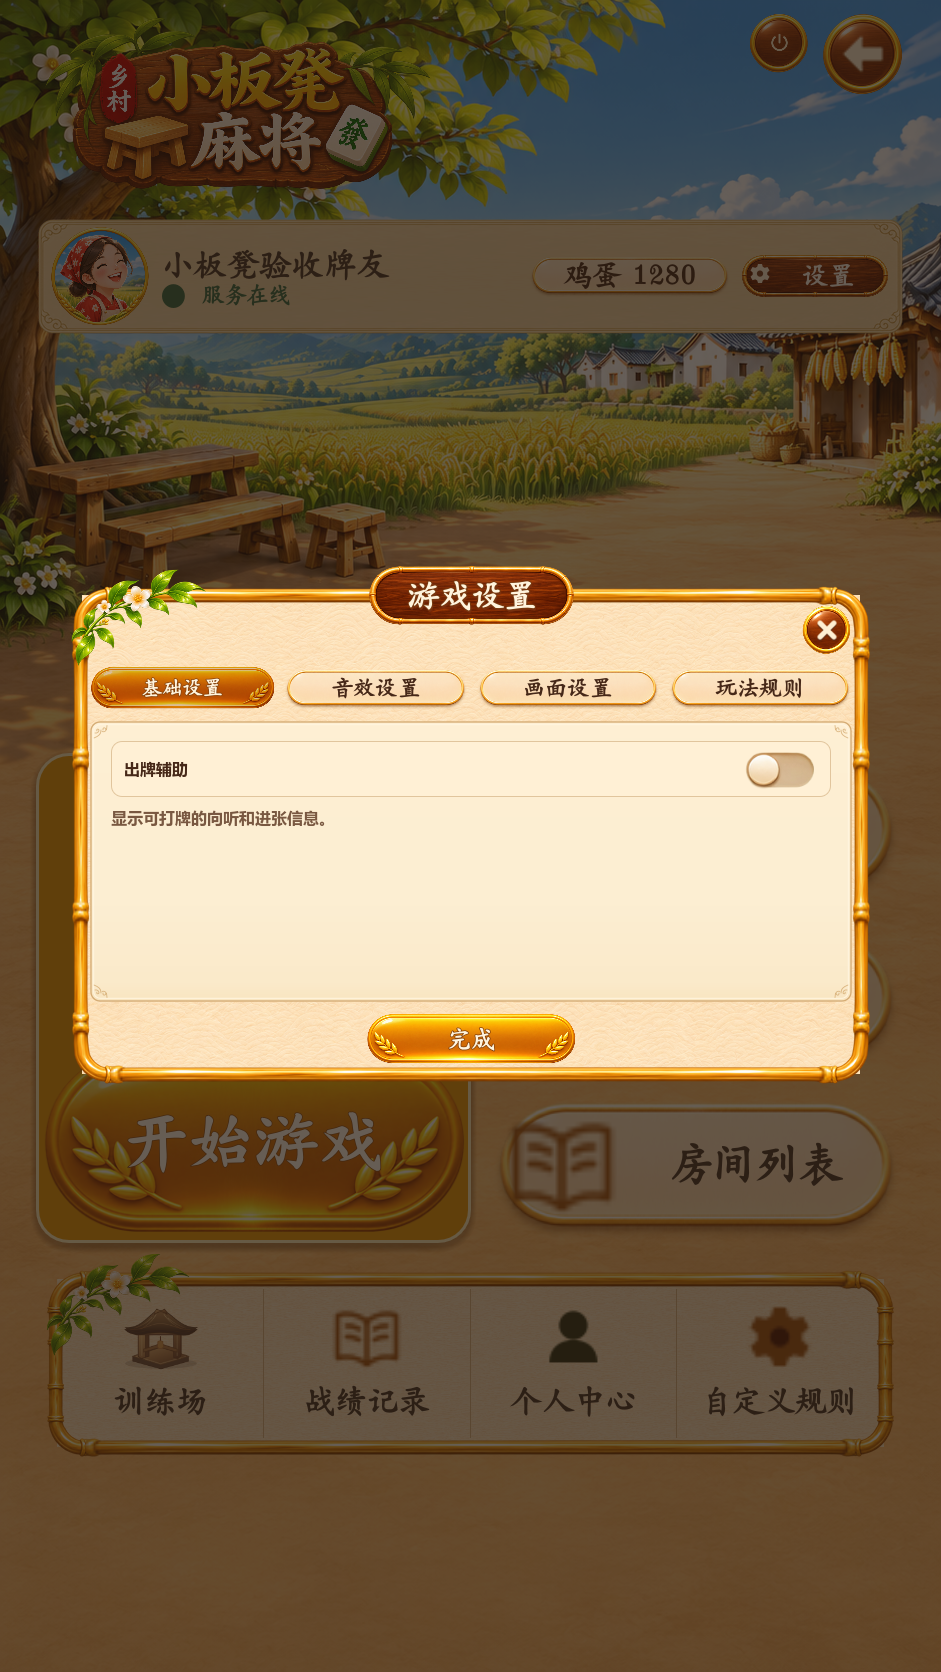 乡村
小板凳
麻将
發
小板凳验收牌友
服务在线
鸡蛋 1280
设置
游戏设置
基础设置
音效设置
画面设置
玩法规则
出牌辅助
显示可打牌的向听和进张信息。
完成
开始游戏
房间列表
训练场
战绩记录
个人中心
自定义规则